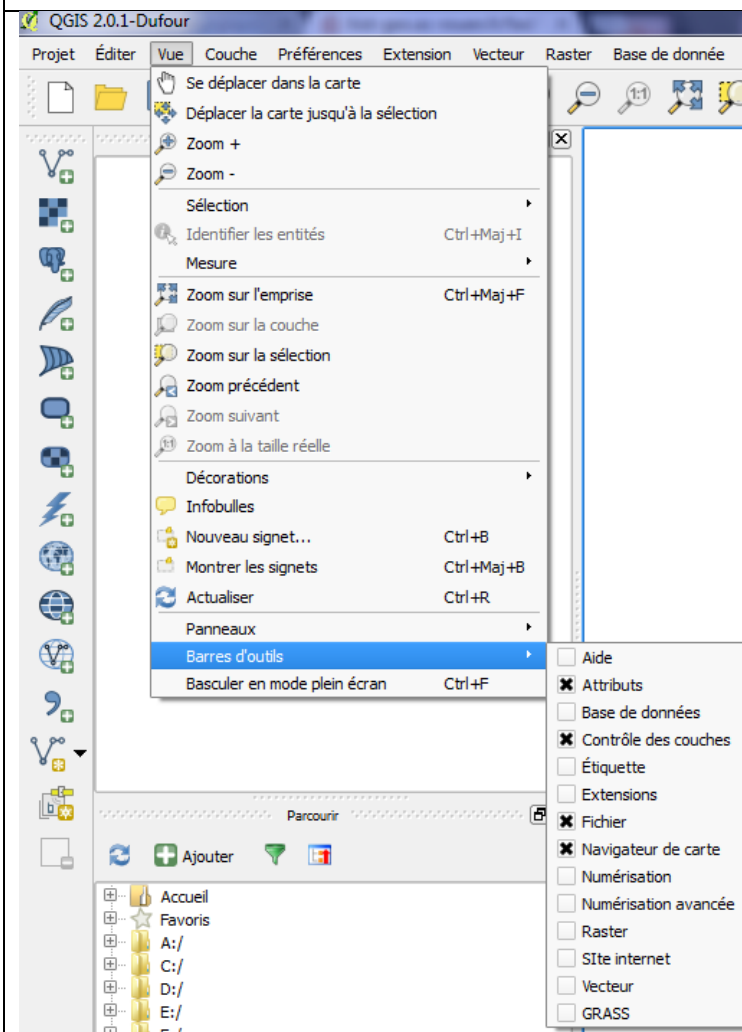 QGIS 2.0.1-Dufour
Projet Éditer Vue Couche Préférences Extension Vecteur Raster Base de donnée
Se déplacer dans la carte
Déplacer la carte jusqu'à la sélection
Zoom +
Zoom -
Sélection
Identifier les entités Ctrl+Maj+I
Mesure
Zoom sur l'emprise Ctrl+Maj+F
Zoom sur la couche
Zoom sur la sélection
Zoom précédent
Zoom suivant
1:1 Zoom à la taille réelle
1:1
Décorations
Infobulles
Nouveau signet... Ctrl+B
Montrer les signets Ctrl+Maj+B
Actualiser Ctrl+R
Panneaux
Barres d'outils
Basculer en mode plein écran Ctrl+F
Aide
Attributs
Base de données
Contrôle des couches
Étiquette
Extensions
Fichier
Navigateur de carte
Numérisation
Numérisation avancée
Raster
SIte internet
Vecteur
GRASS
Parcourir
Ajouter
Accueil
Favoris
A:/
C:/
D:/
E:/